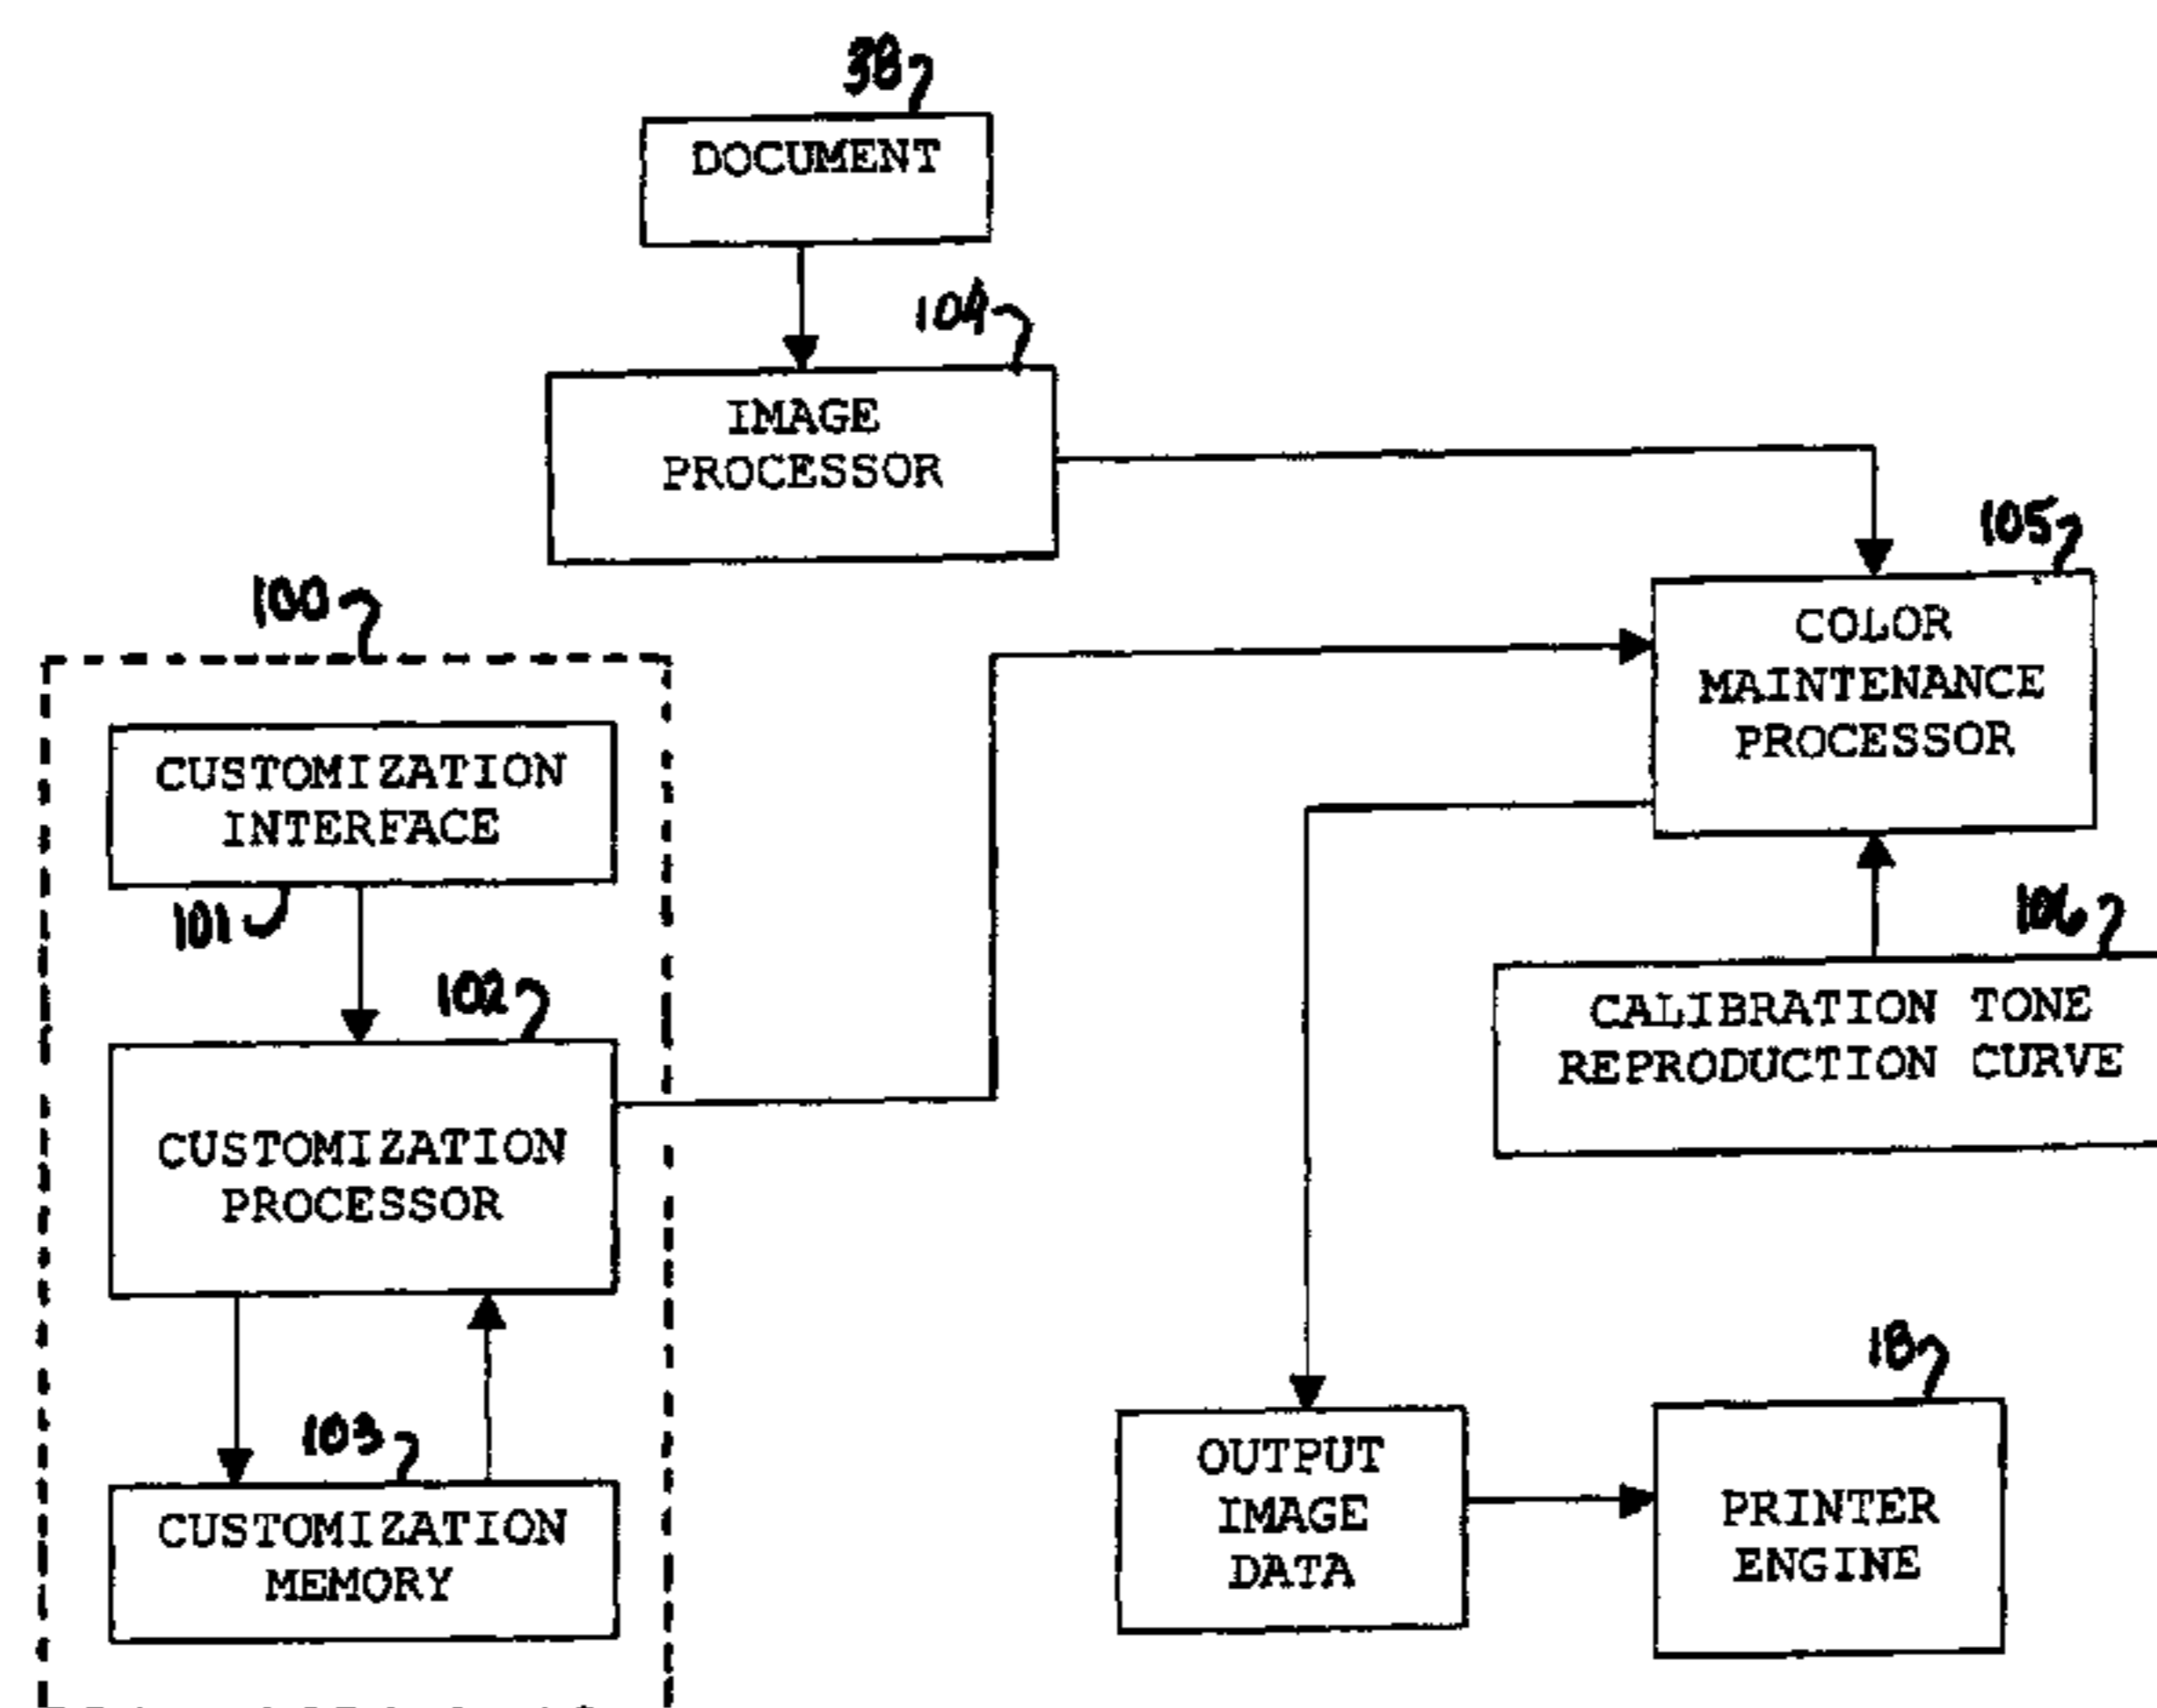 38
DOCUMENT
104
IMAGE
PROCESSOR
105
COLOR
MAINTENANCE
PROCESSOR
100
CUSTOMIZATION
INTERFACE
101
102
CUSTOMIZATION
PROCESSOR
106
CALIBRATION TONE
REPRODUCTION CURVE
103
CUSTOMIZATION
MEMORY
OUTPUT
IMAGE
DATA
18
PRINTER
ENGINE